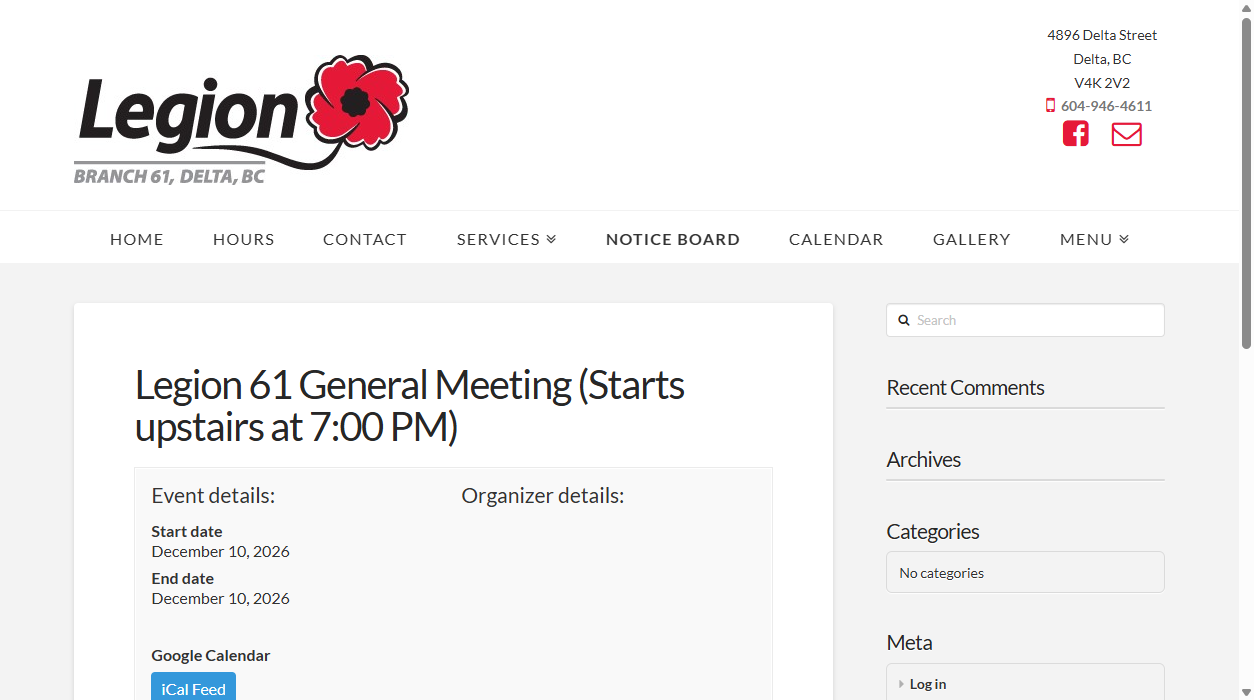 Legion
BRANCH 61, DELTA, BC
4896 Delta Street
Delta, BC
V4K 2V2
604-946-4611
HOME
HOURS
CONTACT
SERVICES
NOTICE BOARD
CALENDAR
GALLERY
MENU
Legion 61 General Meeting (Starts
upstairs at 7:00 PM)
Event details:
Start date
December 10, 2026
End date
December 10, 2026
Google Calendar
iCal Feed
Organizer details:
Search
Recent Comments
Archives
Categories
No categories
Meta
Log in